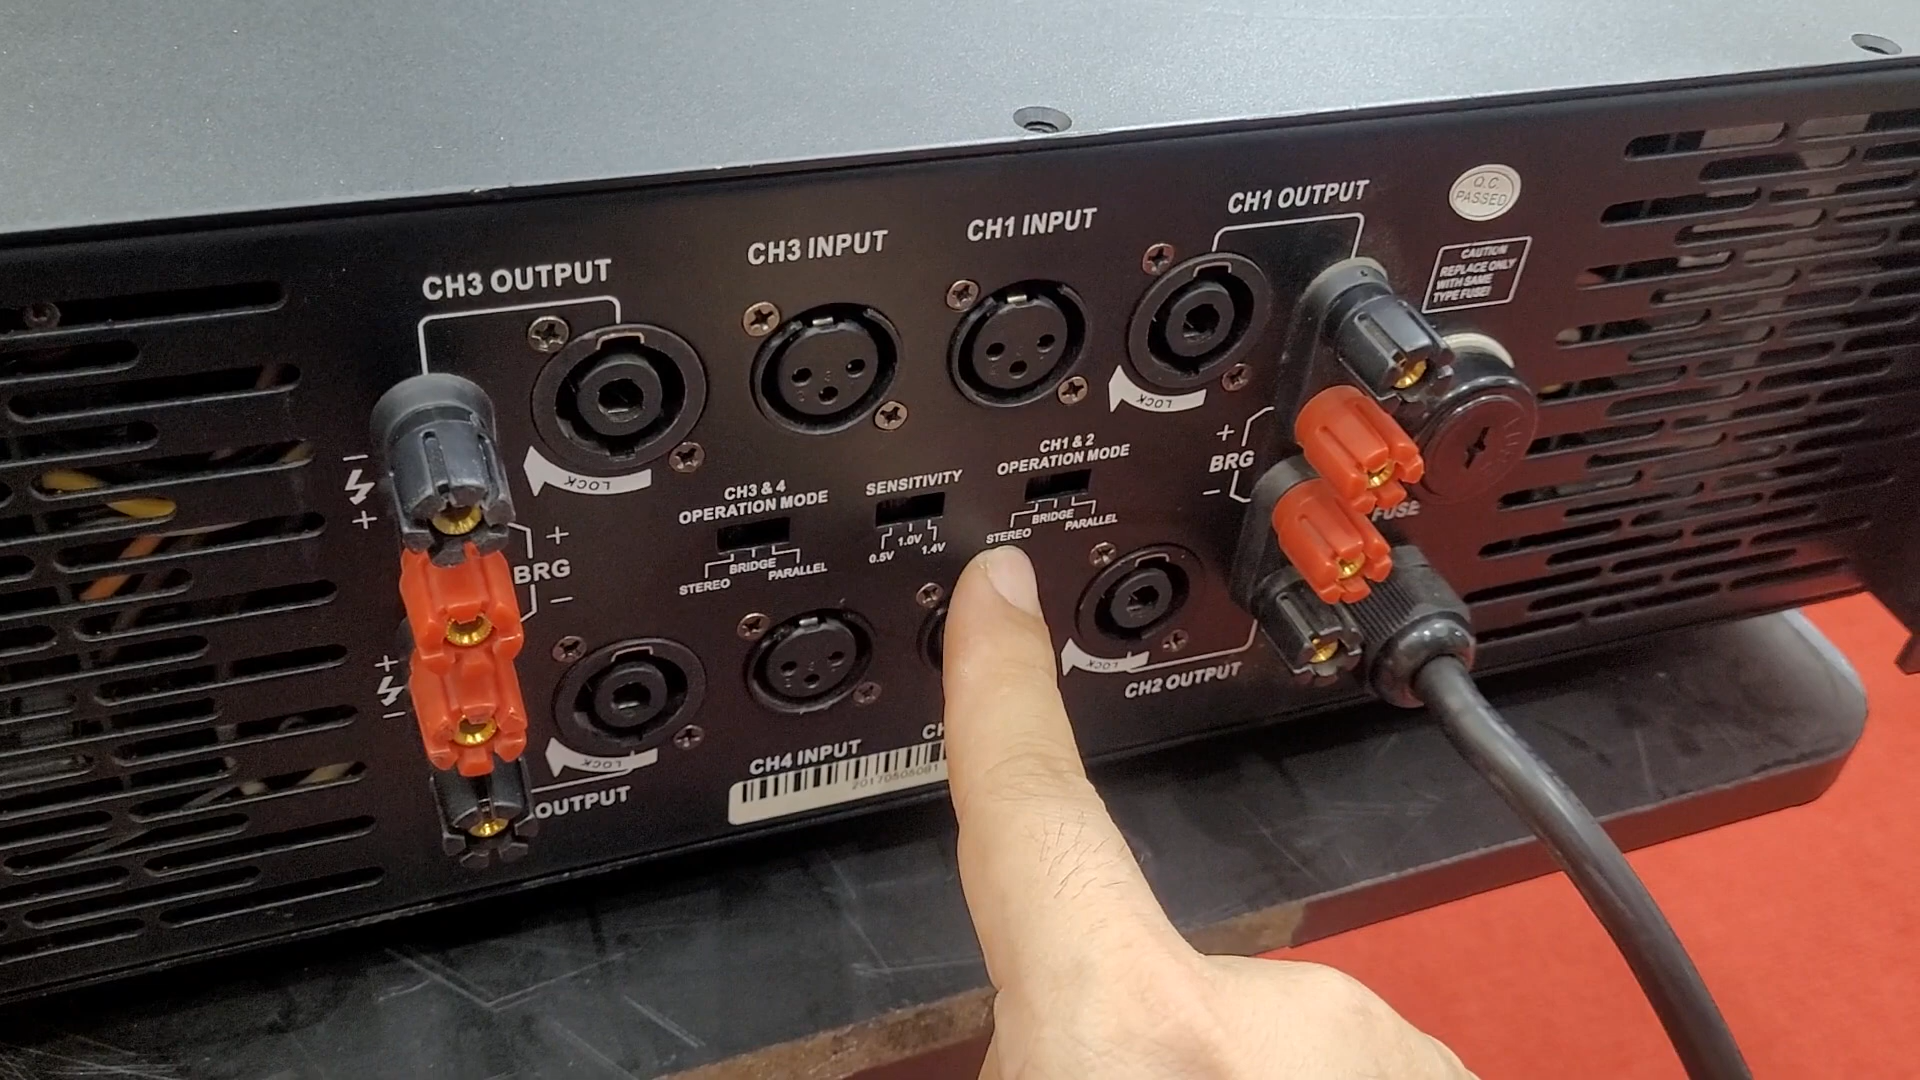 CH3 OUTPUT
CH3 INPUT
CH1 INPUT
CH1 OUTPUT
Q.C.
PASSED
CAUTION
REPLACE ONLY
WITH SAME
TYPE FUSE!
LOCK
LOCK
CH3 & 4
OPERATION MODE
STEREO
BRIDGE
PARALLEL
SENSITIVITY
0.5V
1.0V
1.4V
CH1 & 2
OPERATION MODE
STEREO
BRIDGE
PARALLEL
- +
+
BRG
-
+
BRG
-
FUSE
+ -
LOCK
OUTPUT
CH4 INPUT
CH
LOCK
CH2 OUTPUT